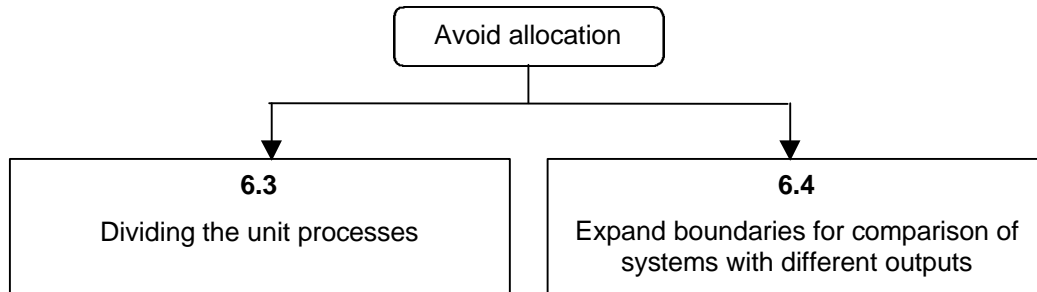 Avoid allocation
6.3
Dividing the unit processes
6.4
Expand boundaries for comparison of
systems with different outputs